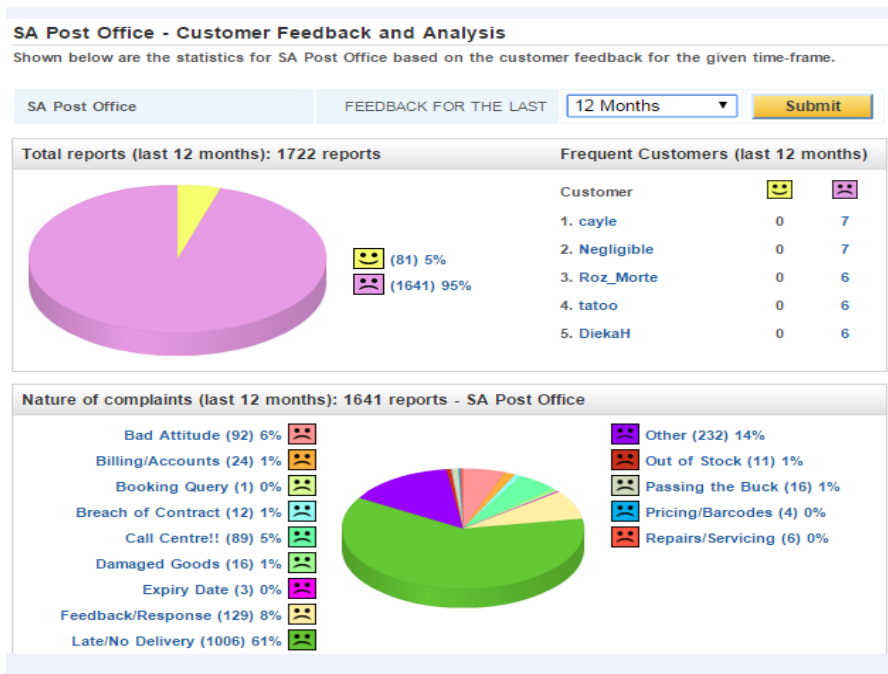 SA Post Office - Customer Feedback and Analysis
Shown below are the statistics for SA Post Office based on the customer feedback for the given time-frame.
SA Post Office FEEDBACK FOR THE LAST 12 Months Submit
Total reports (last 12 months): 1722 reports
(81) 5%
(1641) 95%
Frequent Customers (last 12 months)
Customer
1. cayle 0 7
2. Negligible 0 7
3. Roz_Morte 0 6
4. tatoo 0 6
5. DiekaH 0 6
Nature of complaints (last 12 months): 1641 reports - SA Post Office
Bad Attitude (92) 6%
Billing/Accounts (24) 1%
Booking Query (1) 0%
Breach of Contract (12) 1%
Call Centre!! (89) 5%
Damaged Goods (16) 1%
Expiry Date (3) 0%
Feedback/Response (129) 8%
Late/No Delivery (1006) 61%
Other (232) 14%
Out of Stock (11) 1%
Passing the Buck (16) 1%
Pricing/Barcodes (4) 0%
Repairs/Servicing (6) 0%